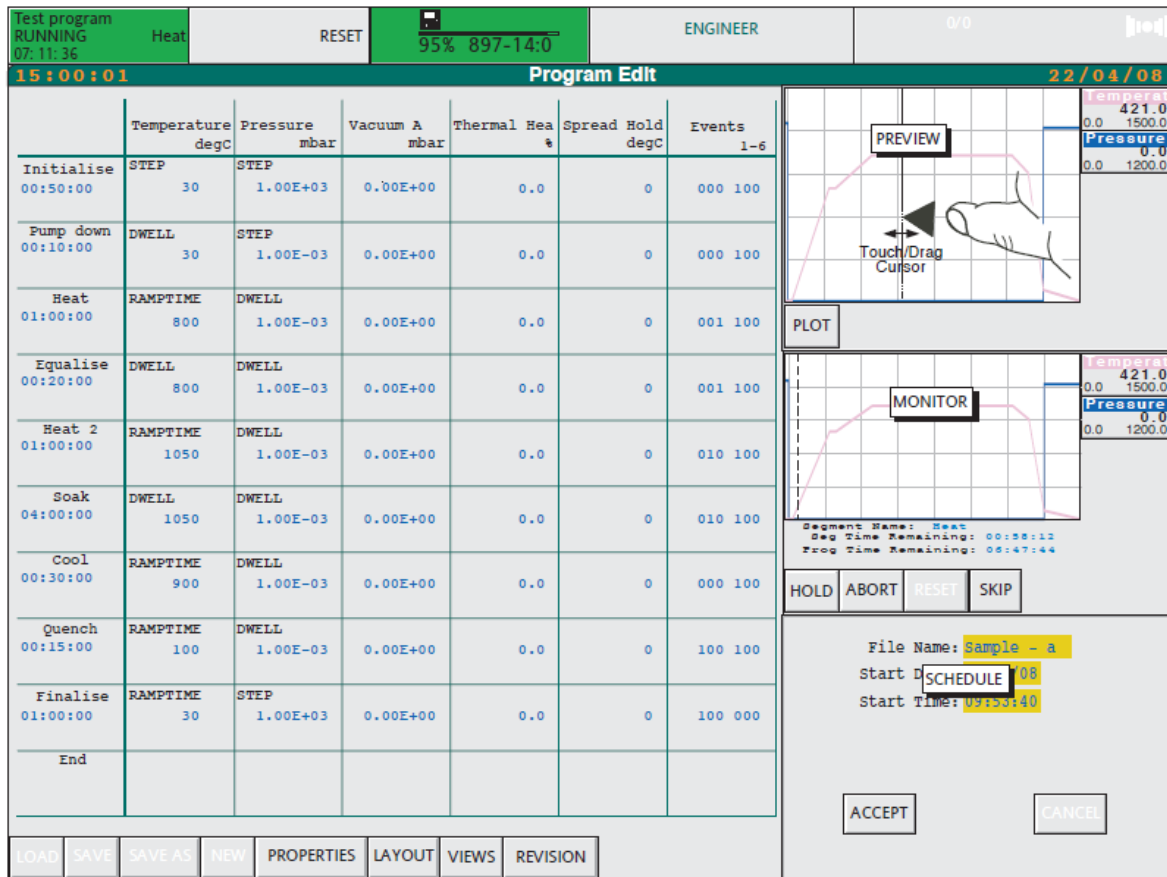 Test program
RUNNING Heat
07: 11: 36
RESET
95% 897-14:0
ENGINEER
0/0
15:00:01 Program Edit 22/04/08
Temperature Pressure Vacuum A Thermal Hea Spread Hold Events
degC mbar mbar % degC 1-6
Initialise STEP STEP
00:50:00 30 1.00E+03 0.00E+00 0.0 0 000 100
Pump down DWELL STEP
00:10:00 30 1.00E-03 0.00E+00 0.0 0 000 100
Heat RAMPTIME DWELL
01:00:00 800 1.00E-03 0.00E+00 0.0 0 001 100
Equalise DWELL DWELL
00:20:00 800 1.00E-03 0.00E+00 0.0 0 001 100
Heat 2 RAMPTIME DWELL
01:00:00 1050 1.00E-03 0.00E+00 0.0 0 010 100
Soak DWELL DWELL
04:00:00 1050 1.00E-03 0.00E+00 0.0 0 010 100
Cool RAMPTIME DWELL
00:30:00 900 1.00E-03 0.00E+00 0.0 0 000 100
Quench RAMPTIME DWELL
00:15:00 100 1.00E-03 0.00E+00 0.0 0 100 100
Finalise RAMPTIME STEP
01:00:00 30 1.00E+03 0.00E+00 0.0 0 100 000
End
LOAD SAVE SAVE AS NEW PROPERTIES LAYOUT VIEWS REVISION
PREVIEW
Touch/Drag
Cursor
Temperat
421.0
0.0 1500.0
Pressure
0.0
0.0 1200.0
PLOT
MONITOR
Temperat
421.0
0.0 1500.0
Pressure
0.0
0.0 1200.0
Segment Name: Heat
Seg Time Remaining: 00:58:12
Prog Time Remaining: 06:47:44
HOLD ABORT RESET SKIP
File Name: Sample - a
Start D /08
SCHEDULE
Start Time: 09:53:40
ACCEPT CANCEL